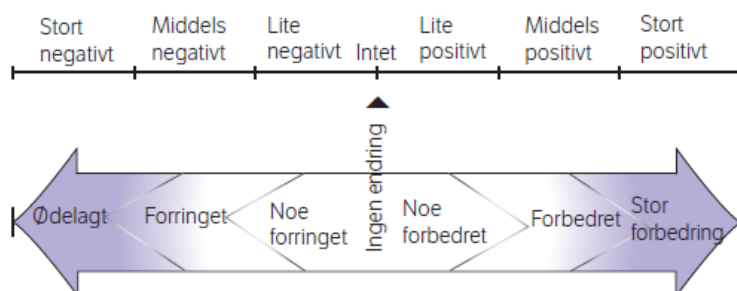 Stort negativt
Middels negativt
Lite negativt
Intet
Lite positivt
Middels positivt
Stort positivt
Ingen endring
Ødelagt
Forringet
Noe forringet
Noe forbedret
Forbedret
Stor forbedring